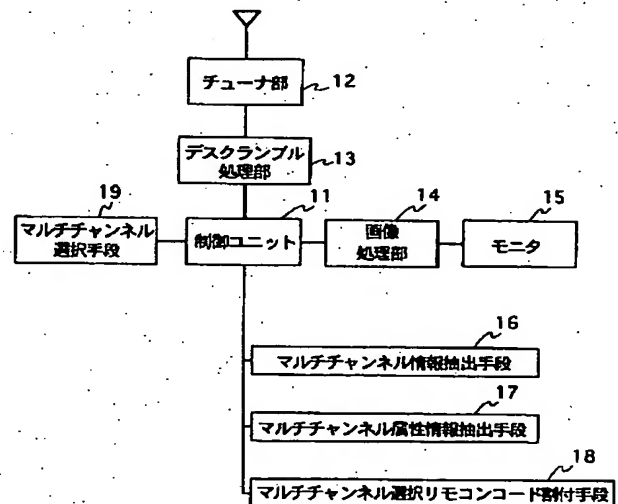 チューナ部
12
デスクランブル
処理部
13
19
マルチチャンネル
選択手段
11
制御ユニット
14
画像
処理部
15
モニタ
16
マルチチャンネル情報抽出手段
17
マルチチャンネル属性情報抽出手段
18
マルチチャンネル選択リモコンコード割付手段